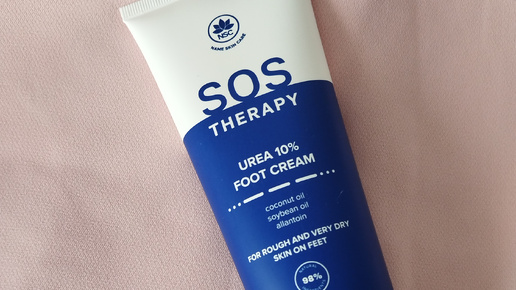 NSC
NAME SKIN CARE
SOS
THERAPY
UREA 10%
FOOT CREAM
coconut oil
soybean oil
allantoin
FOR ROUGH AND VERY DRY
SKIN ON FEET
NATURAL
98%